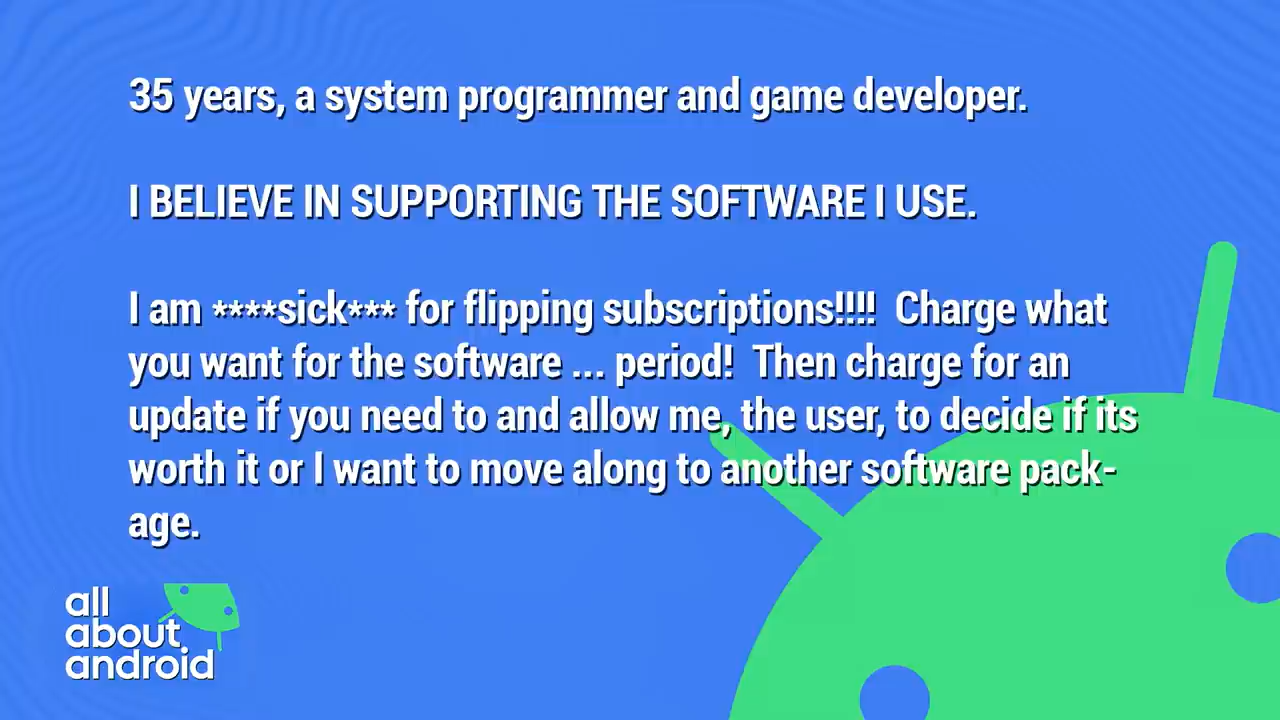 35 years, a system programmer and game developer.
I BELIEVE IN SUPPORTING THE SOFTWARE I USE.
I am ****sick*** for flipping subscriptions!!!!  Charge what
you want for the software ... period!  Then charge for an
update if you need to and allow me, the user, to decide if its
worth it or I want to move along to another software pack-
age.
all
about
android